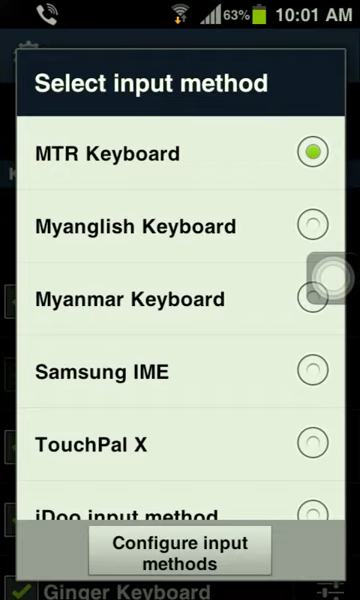 63% 10:01 AM
Select input method
MTR Keyboard
Myanglish Keyboard
Myanmar Keyboard
Samsung IME
TouchPal X
iDoo input method
Configure input
methods
Ginger Keyboard